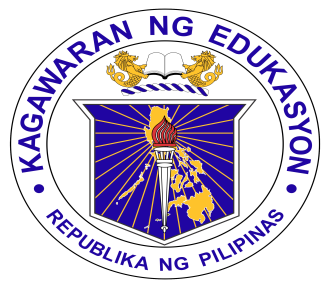 KAGAWARAN NG EDUKASYON
REPUBLIKA NG PILIPINAS